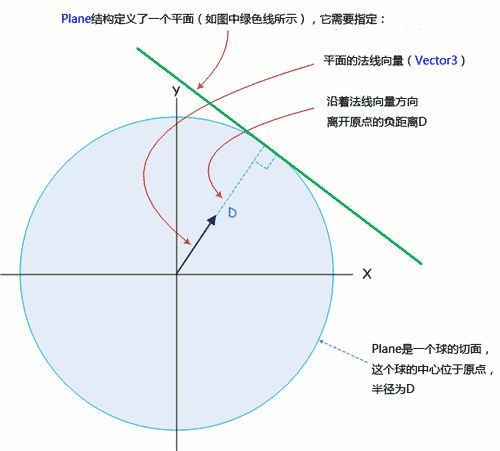 Plane结构定义了一个平面（如图中绿色线所示），它需要指定：
平面的法线向量（Vector3）
沿着法线向量方向
离开原点的负距离D
y
D
X
Plane是一个球的切面，
这个球的中心位于原点，
半径为D